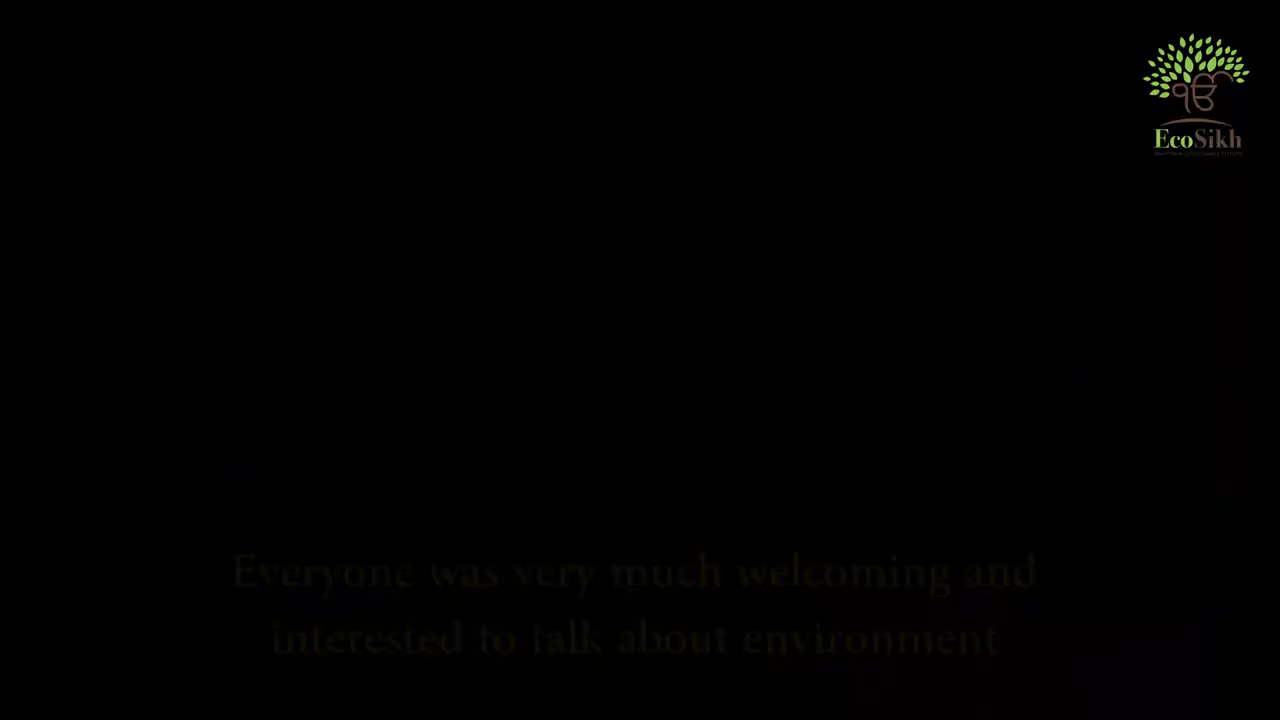 ੴ
EcoSikh
Everyone was very much welcoming and
interested to talk about environment